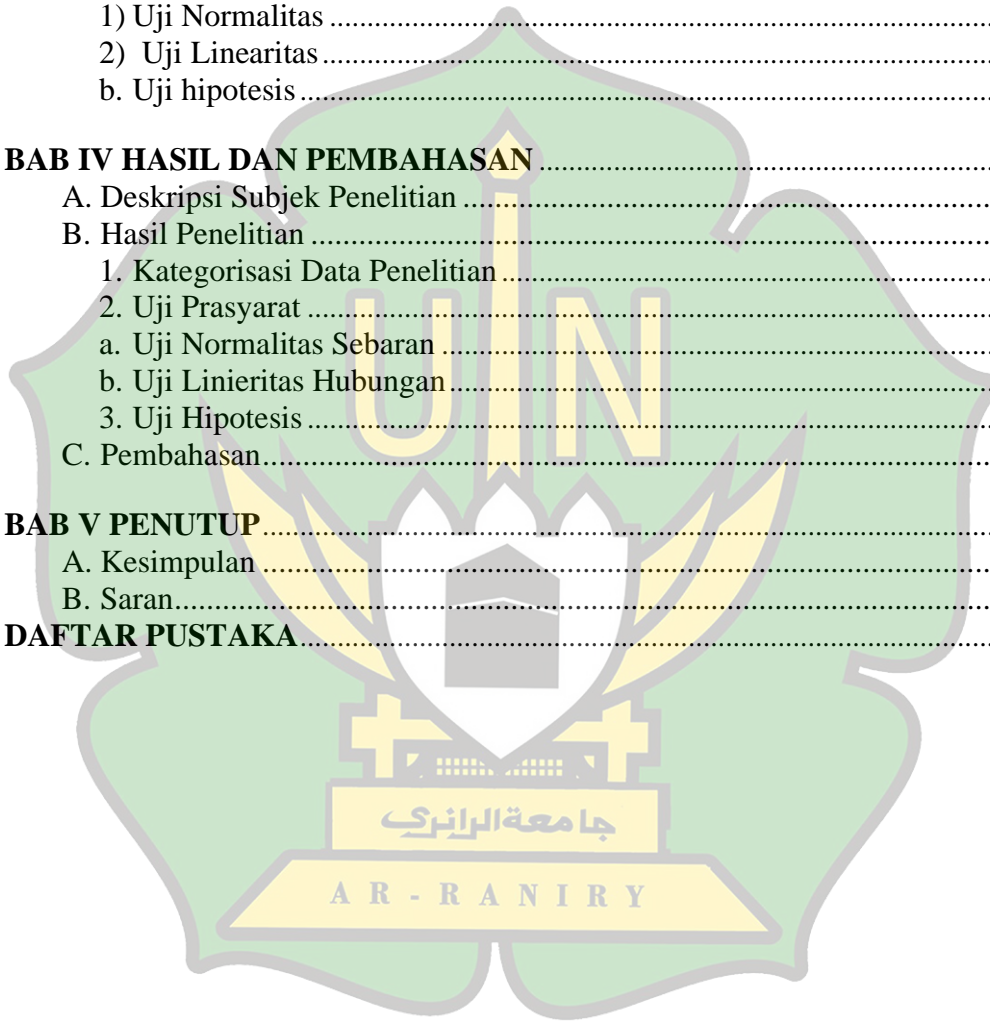 1) Uji Normalitas ..........................................................................................
2) Uji Linearitas ...........................................................................................
b. Uji hipotesis ..............................................................................................
BAB IV HASIL DAN PEMBAHASAN ............................................................
A. Deskripsi Subjek Penelitian ......................................................................
B. Hasil Penelitian .........................................................................................
1. Kategorisasi Data Penelitian .................................................................
2. Uji Prasyarat ..........................................................................................
a. Uji Normalitas Sebaran .........................................................................
b. Uji Linieritas Hubungan ........................................................................
3. Uji Hipotesis ..........................................................................................
C. Pembahasan ...............................................................................................
BAB V PENUTUP ..............................................................................................
A. Kesimpulan ...............................................................................................
B. Saran ..........................................................................................................
DAFTAR PUSTAKA .........................................................................................
UIN
جامعةالرانري
AR-RANIRY